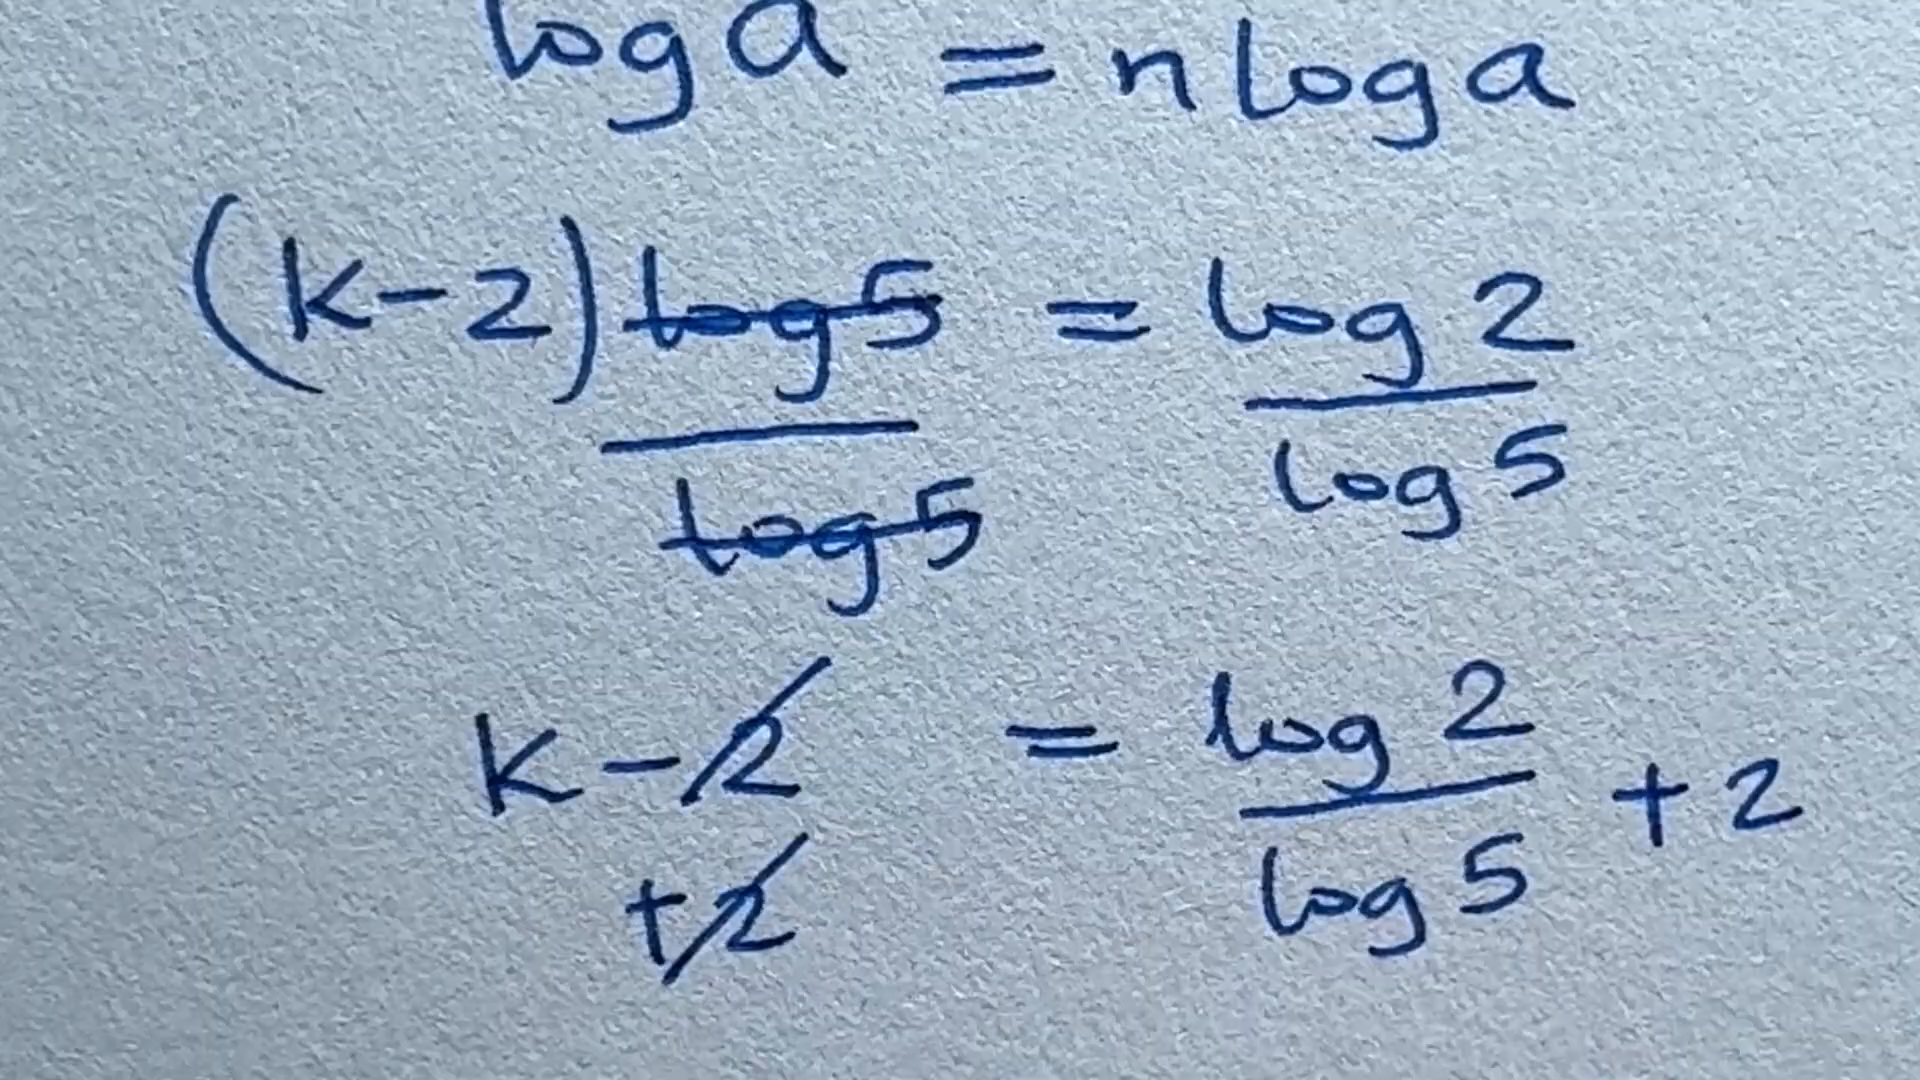 log a = n log a
(k-2) log 5 = log 2
log 5 log 5
k - 2 = log 2 + 2
+2 log 5